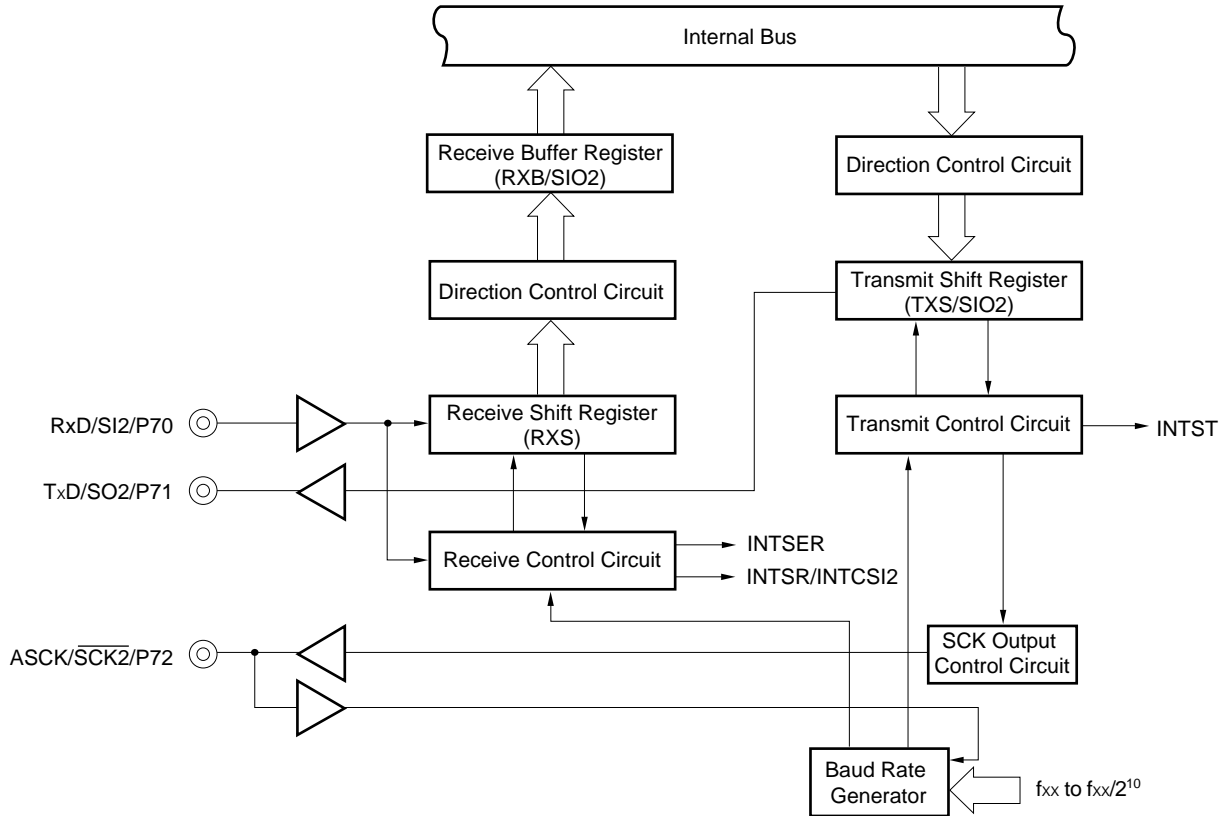 Internal Bus
Receive Buffer Register
(RXB/SIO2)
Direction Control Circuit
Direction Control Circuit
Transmit Shift Register
(TXS/SIO2)
RxD/SI2/P70
Receive Shift Register
(RXS)
Transmit Control Circuit
INTST
TxD/SO2/P71
Receive Control Circuit
INTSER
INTSR/INTCSI2
ASCK/S̅C̅K̅2̅/P72
SCK Output
Control Circuit
Baud Rate
Generator
fxx to fxx/2¹⁰